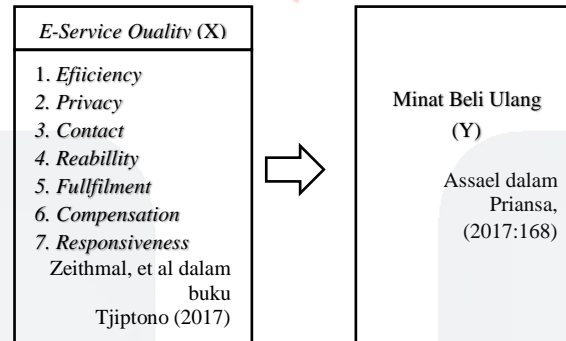 E-Service Quality (X)
1. Efiiciency
2. Privacy
3. Contact
4. Reabillity
5. Fullfilment
6. Compensation
7. Responsiveness
Zeithmal, et al dalam
buku
Tjiptono (2017)
Minat Beli Ulang
(Y)
Assael dalam
Priansa,
(2017:168)